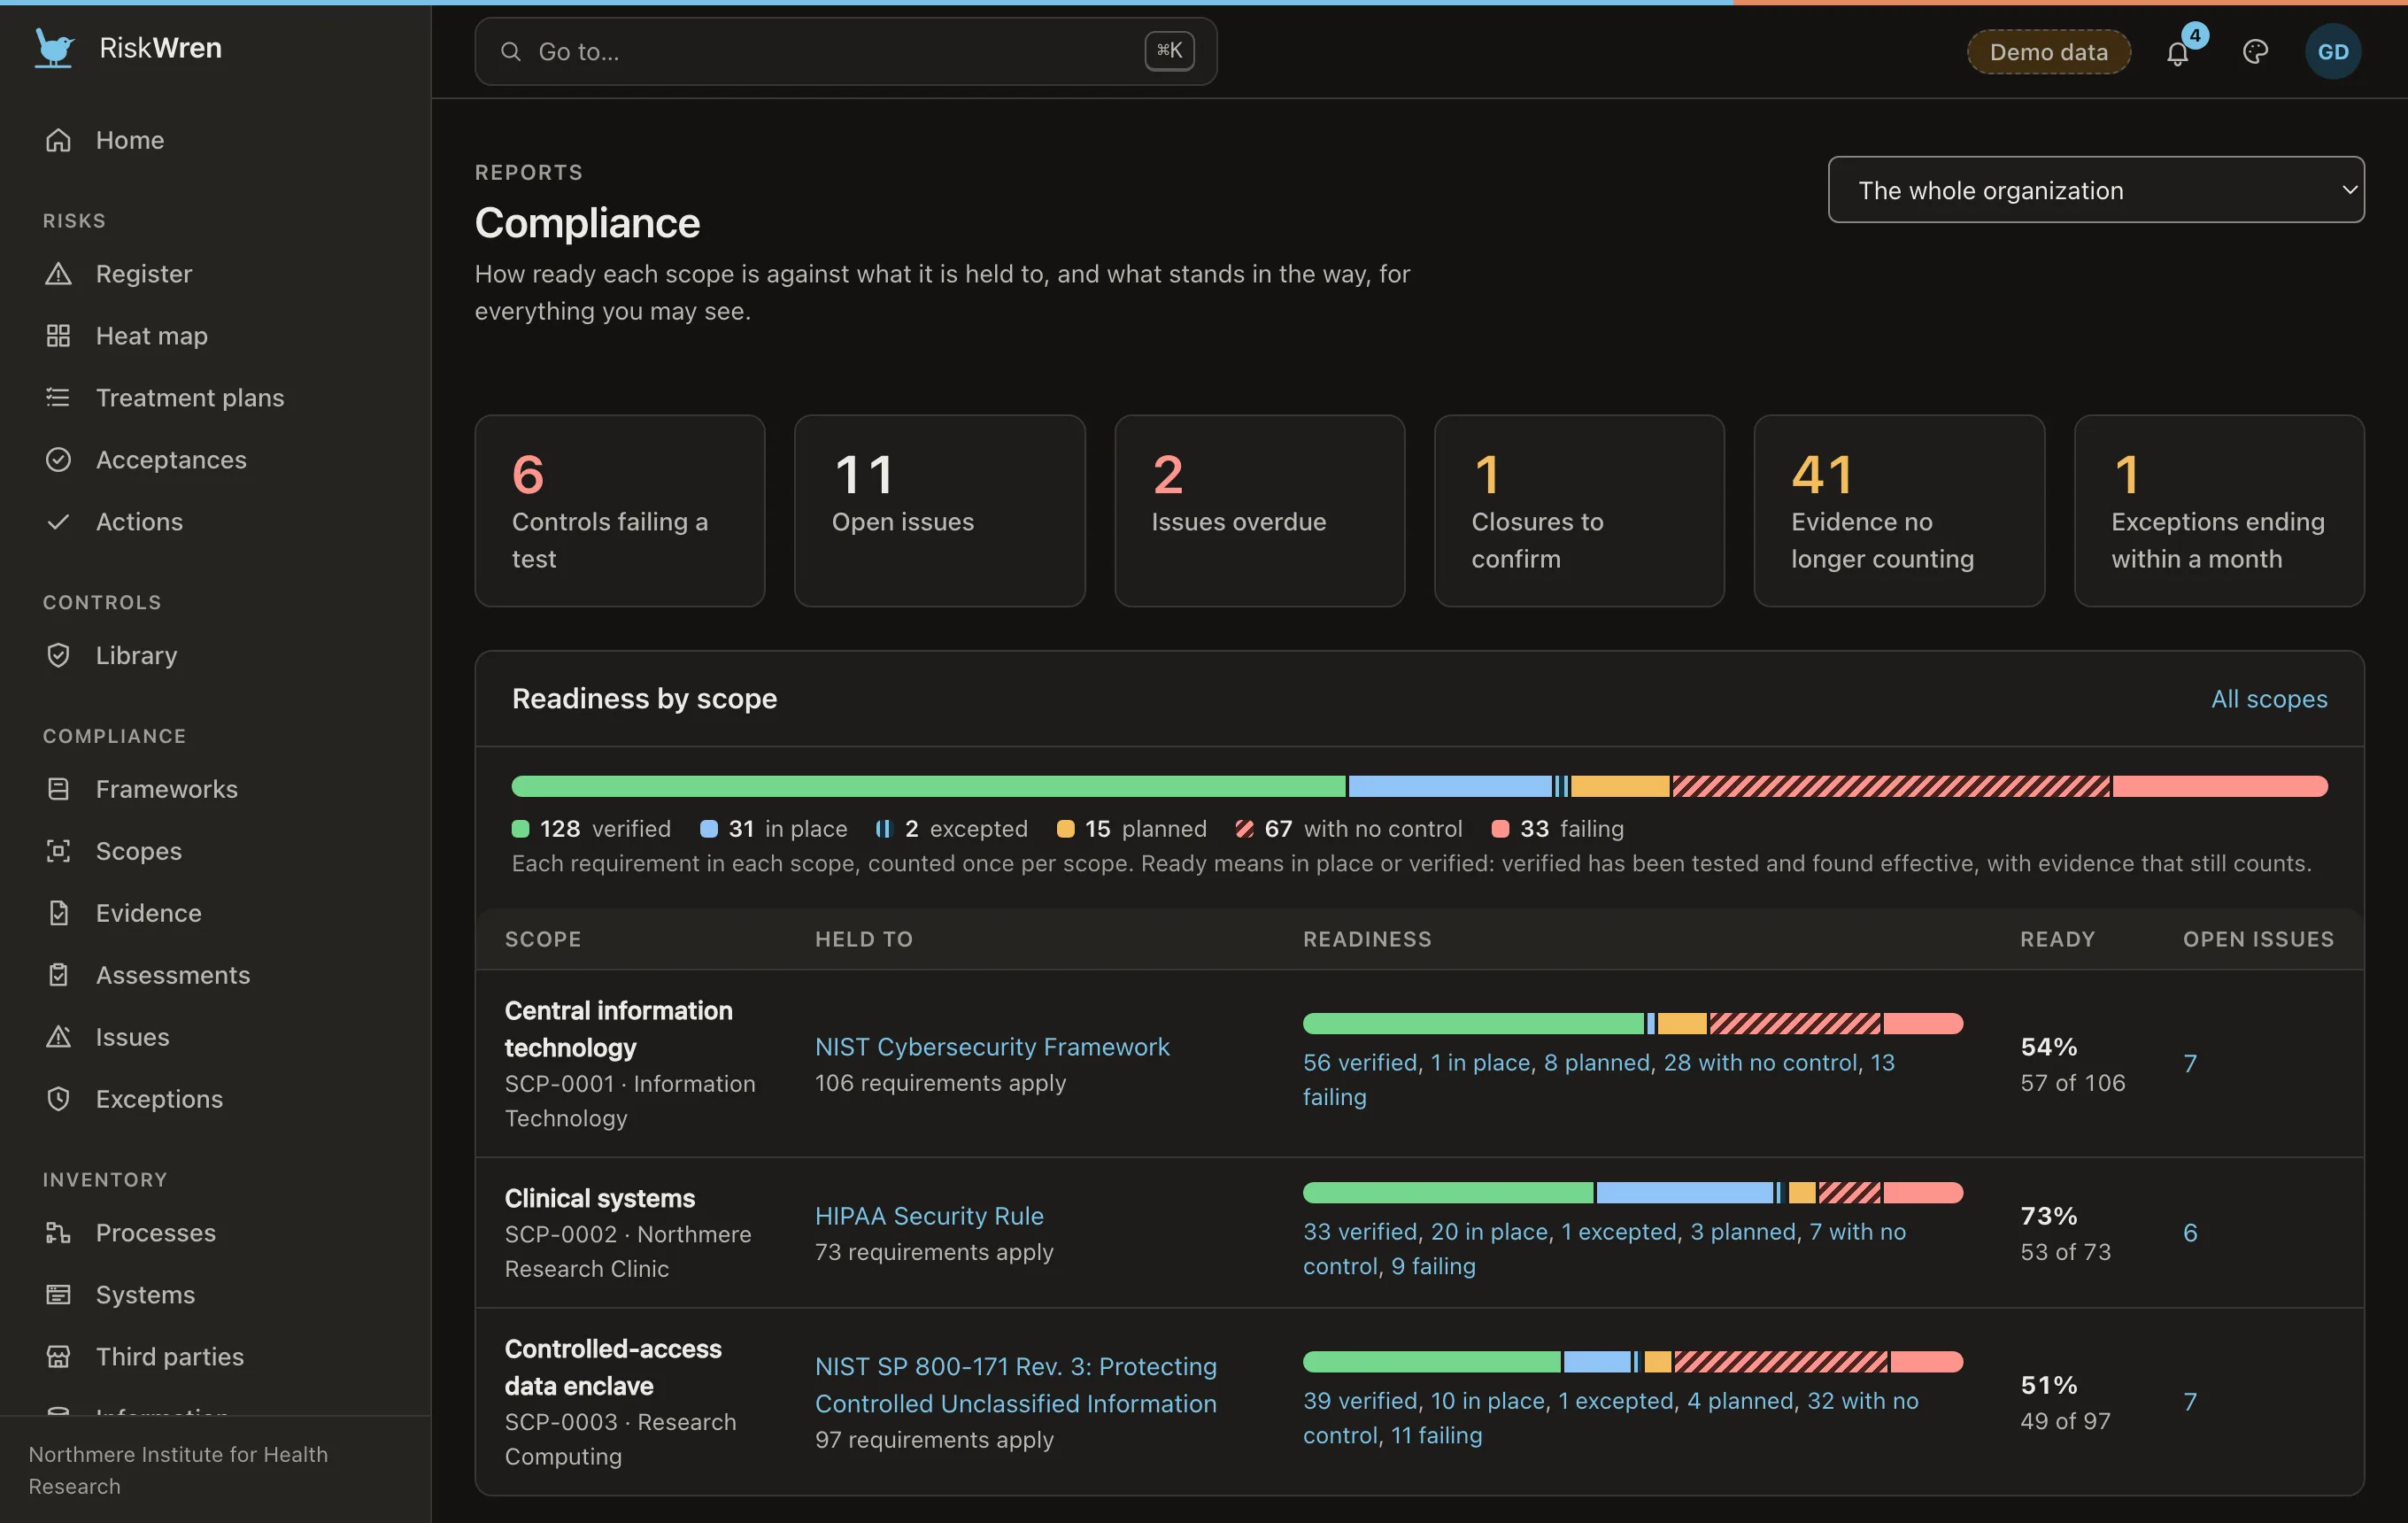 RiskWren
Go to...
⌘K
Demo data
4
GD
Home
RISKS
Register
Heat map
Treatment plans
Acceptances
Actions
CONTROLS
Library
COMPLIANCE
Frameworks
Scopes
Evidence
Assessments
Issues
Exceptions
INVENTORY
Processes
Systems
Third parties
Northmere Institute for Health
Research
REPORTS
Compliance
How ready each scope is against what it is held to, and what stands in the way, for
everything you may see.
The whole organization
6
Controls failing a
test
11
Open issues
2
Issues overdue
1
Closures to
confirm
41
Evidence no
longer counting
1
Exceptions ending
within a month
Readiness by scope
All scopes
128 verified 31 in place 2 excepted 15 planned 67 with no control 33 failing
Each requirement in each scope, counted once per scope. Ready means in place or verified: verified has been tested and found effective, with evidence that still counts.
SCOPE HELD TO READINESS READY OPEN ISSUES
Central information
technology
SCP-0001 · Information
Technology
NIST Cybersecurity Framework
106 requirements apply
56 verified, 1 in place, 8 planned, 28 with no control, 13
failing
54%
57 of 106
7
Clinical systems
SCP-0002 · Northmere
Research Clinic
HIPAA Security Rule
73 requirements apply
33 verified, 20 in place, 1 excepted, 3 planned, 7 with no
control, 9 failing
73%
53 of 73
6
Controlled-access
data enclave
SCP-0003 · Research
Computing
NIST SP 800-171 Rev. 3: Protecting
Controlled Unclassified Information
97 requirements apply
39 verified, 10 in place, 1 excepted, 4 planned, 32 with no
control, 11 failing
51%
49 of 97
7